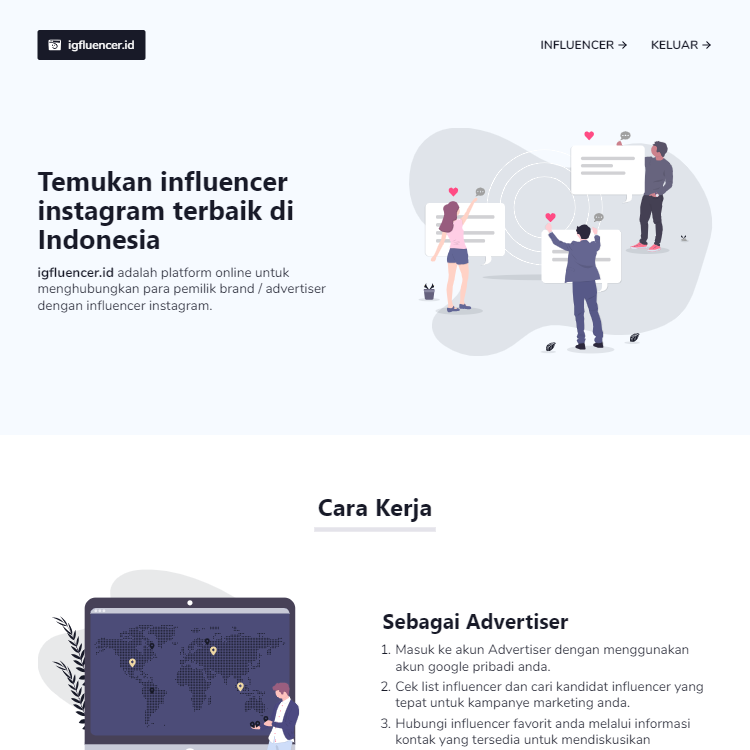 igfluencer.id
INFLUENCER → KELUAR →
Temukan influencer
instagram terbaik di
Indonesia
igfluencer.id adalah platform online untuk
menghubungkan para pemilik brand / advertiser
dengan influencer instagram.
Cara Kerja
Sebagai Advertiser
1. Masuk ke akun Advertiser dengan menggunakan
akun google pribadi anda.
2. Cek list influencer dan cari kandidat influencer yang
tepat untuk kampanye marketing anda.
3. Hubungi influencer favorit anda melalui informasi
kontak yang tersedia untuk mendiskusikan